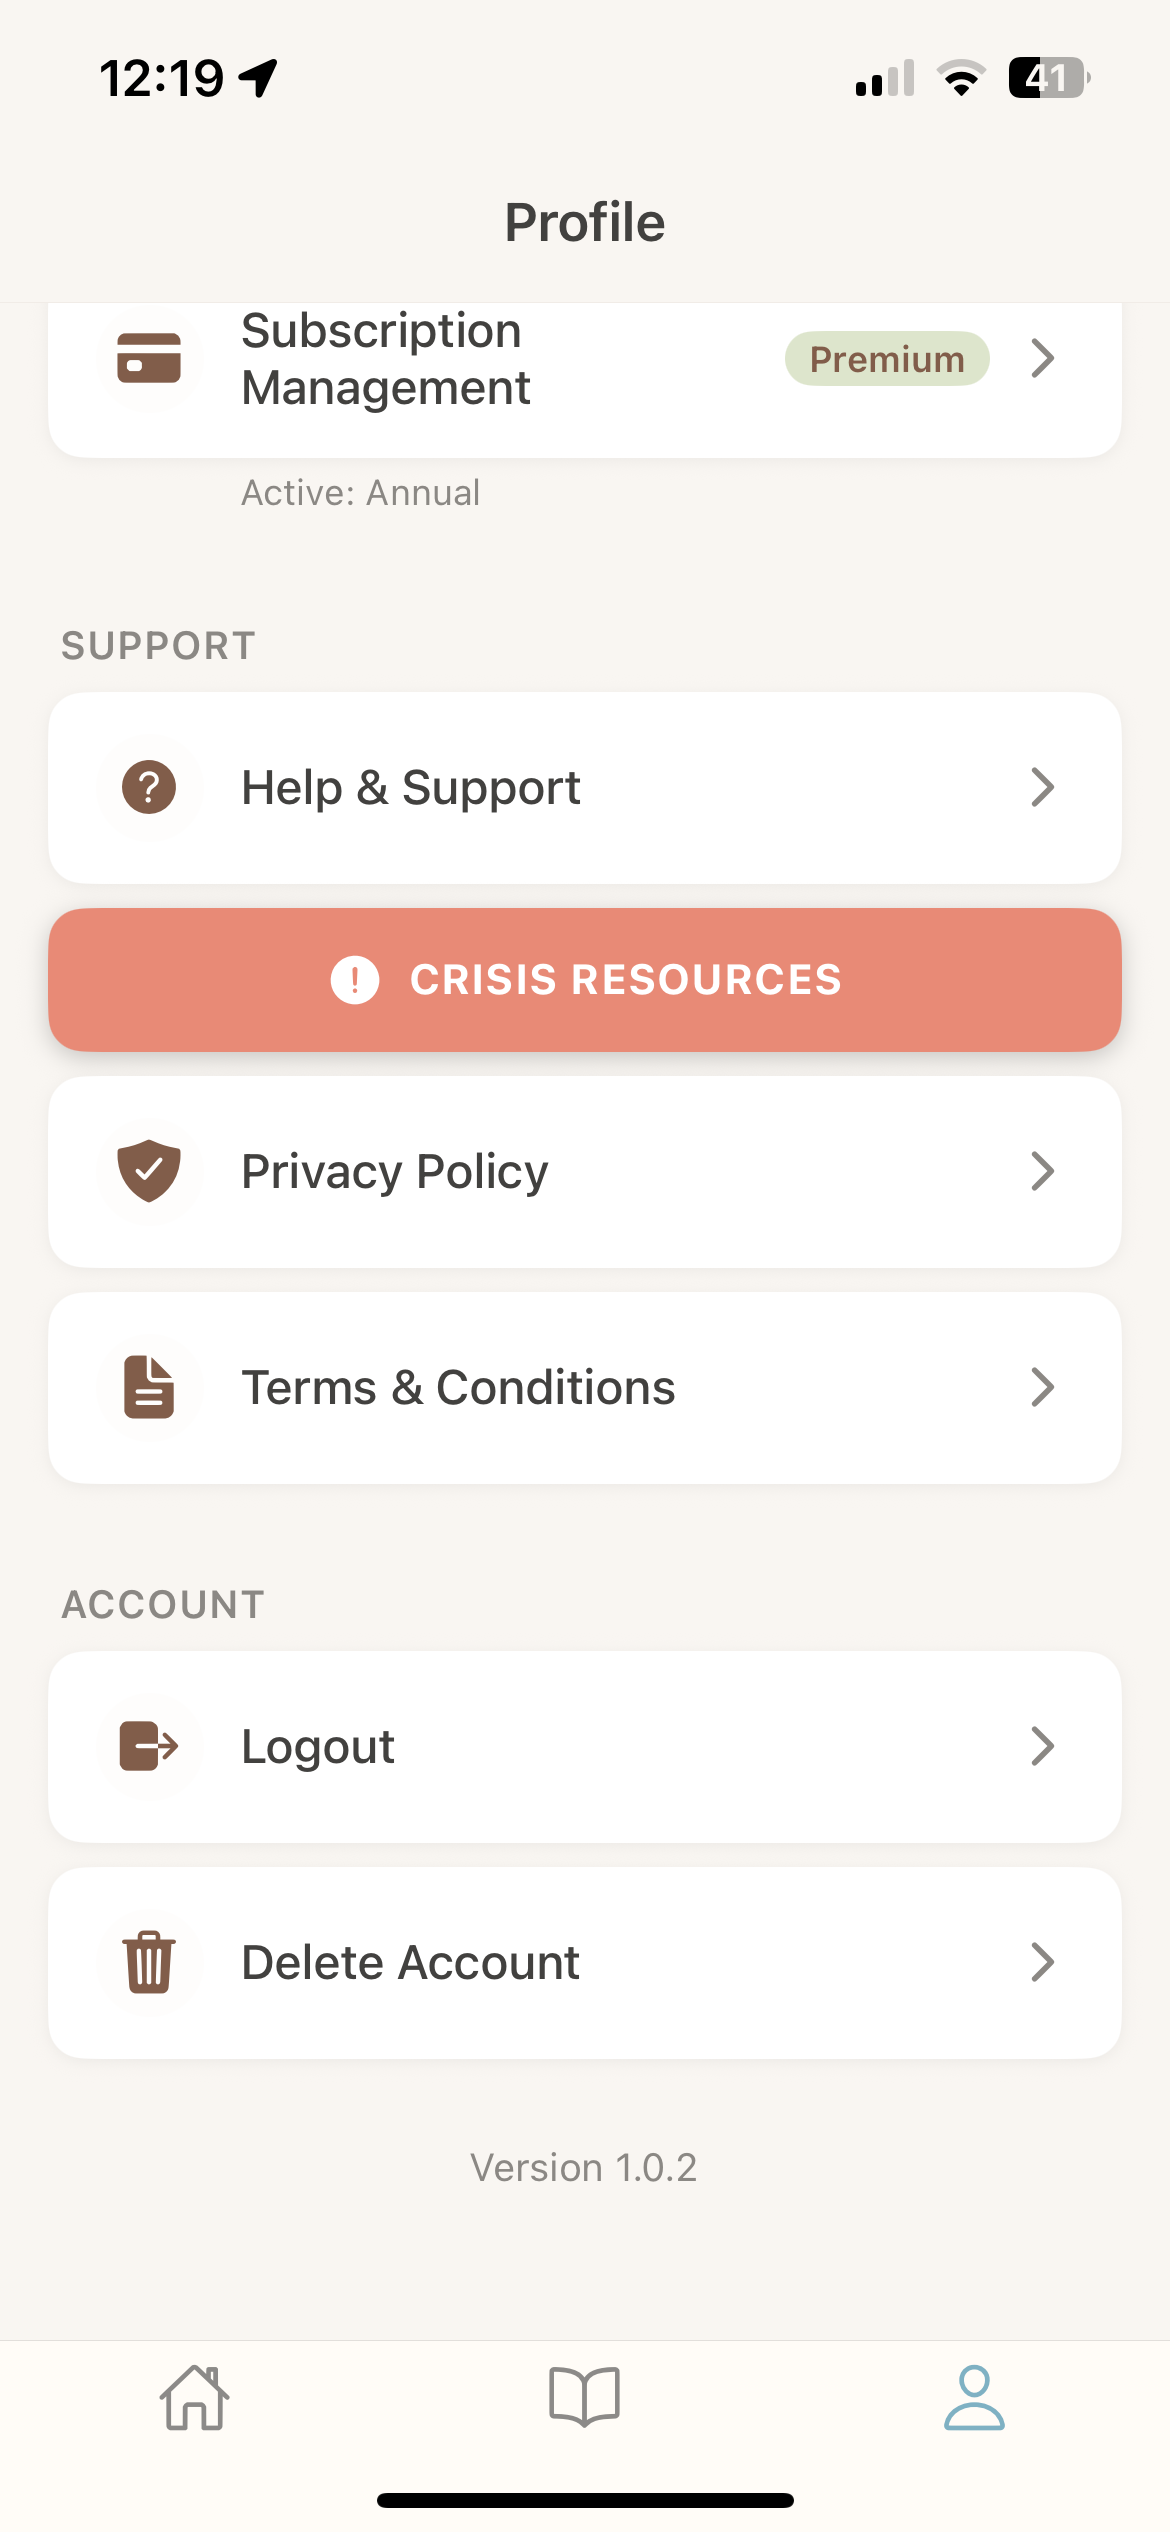 12:19
41
Profile
Subscription
Management
Premium
Active: Annual
SUPPORT
Help & Support
CRISIS RESOURCES
Privacy Policy
Terms & Conditions
ACCOUNT
Logout
Delete Account
Version 1.0.2